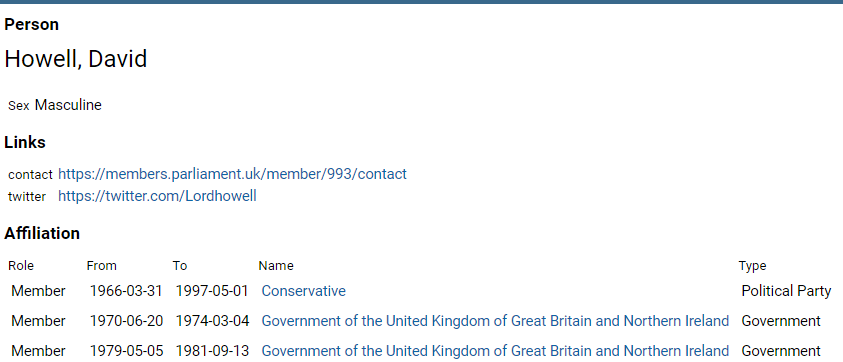 Person
Howell, David
Sex Masculine
Links
contact https://members.parliament.uk/member/993/contact
twitter https://twitter.com/Lordhowell
Affiliation
Role From To Name Type
Member 1966-03-31 1997-05-01 Conservative Political Party
Member 1970-06-20 1974-03-04 Government of the United Kingdom of Great Britain and Northern Ireland Government
Member 1979-05-05 1981-09-13 Government of the United Kingdom of Great Britain and Northern Ireland Government